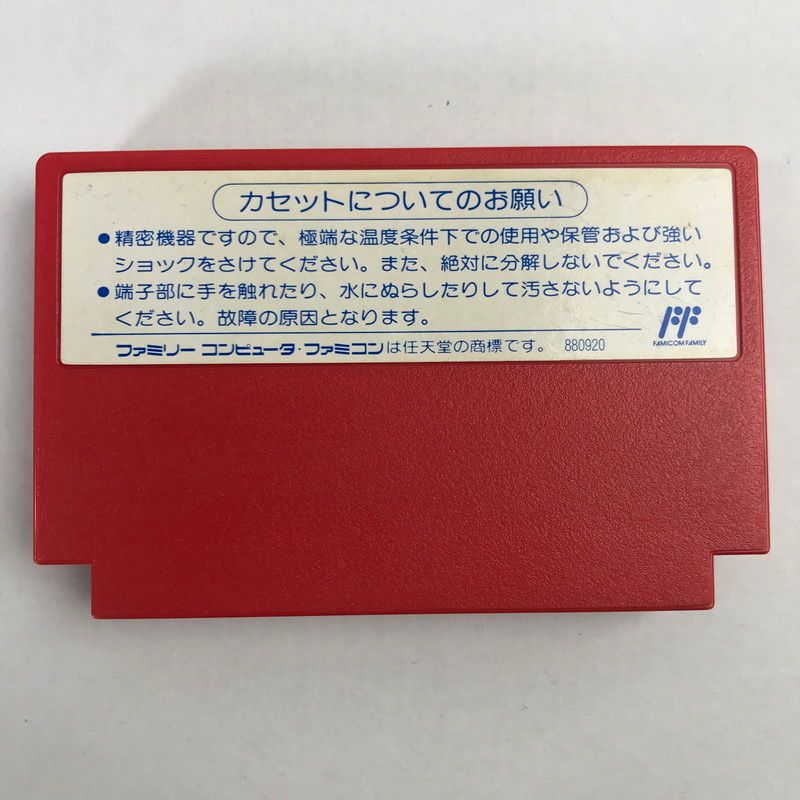 カセットについてのお願い
●精密機器ですので、極端な温度条件下での使用や保管および強い
ショックをさけてください。また、絶対に分解しないでください。
●端子部に手を触れたり、水にぬらしたりして汚さないようにして
ください。故障の原因となります。
ファミリー コンピュータ・ファミコンは任天堂の商標です。 880920
FF
FAMICOM FAMILY